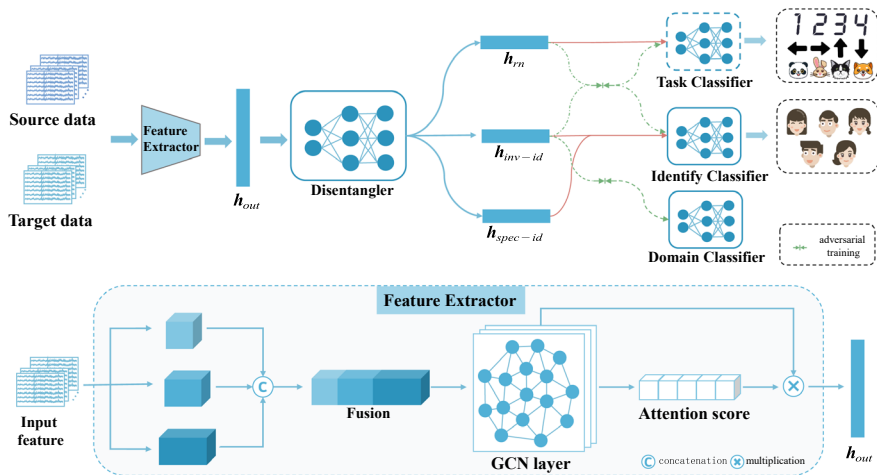 Source data
Target data
Feature
Extractor
h_out
Disentangler
h_rn
h_inv-id
h_spec-id
Task Classifier
Identify Classifier
Domain Classifier
1 2 3 4
adversarial
training
Feature Extractor
Input
feature
C
Fusion
GCN layer
Attention score
C concatenation
multiplication
h_out